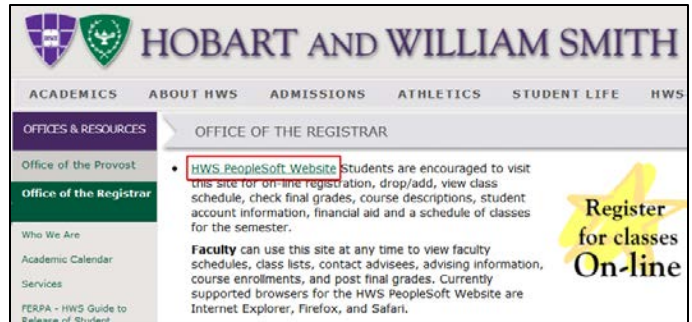 HOBART AND WILLIAM SMITH
ACADEMICS ABOUT HWS ADMISSIONS ATHLETICS STUDENT LIFE HWS
OFFICES & RESOURCES
Office of the Provost
Office of the Registrar
Who We Are
Academic Calendar
Services
FERPA - HWS Guide to
Release of Student
OFFICE OF THE REGISTRAR
• HWS PeopleSoft Website Students are encouraged to visit
this site for on-line registration, drop/add, view class
schedule, check final grades, course descriptions, student
account information, financial aid and a schedule of classes
for the semester.
Faculty can use this site at any time to view faculty
schedules, class lists, contact advisees, advising information,
course enrollments, and post final grades. Currently
supported browsers for the HWS PeopleSoft Website are
Internet Explorer, Firefox, and Safari.
Register
for classes
On-line